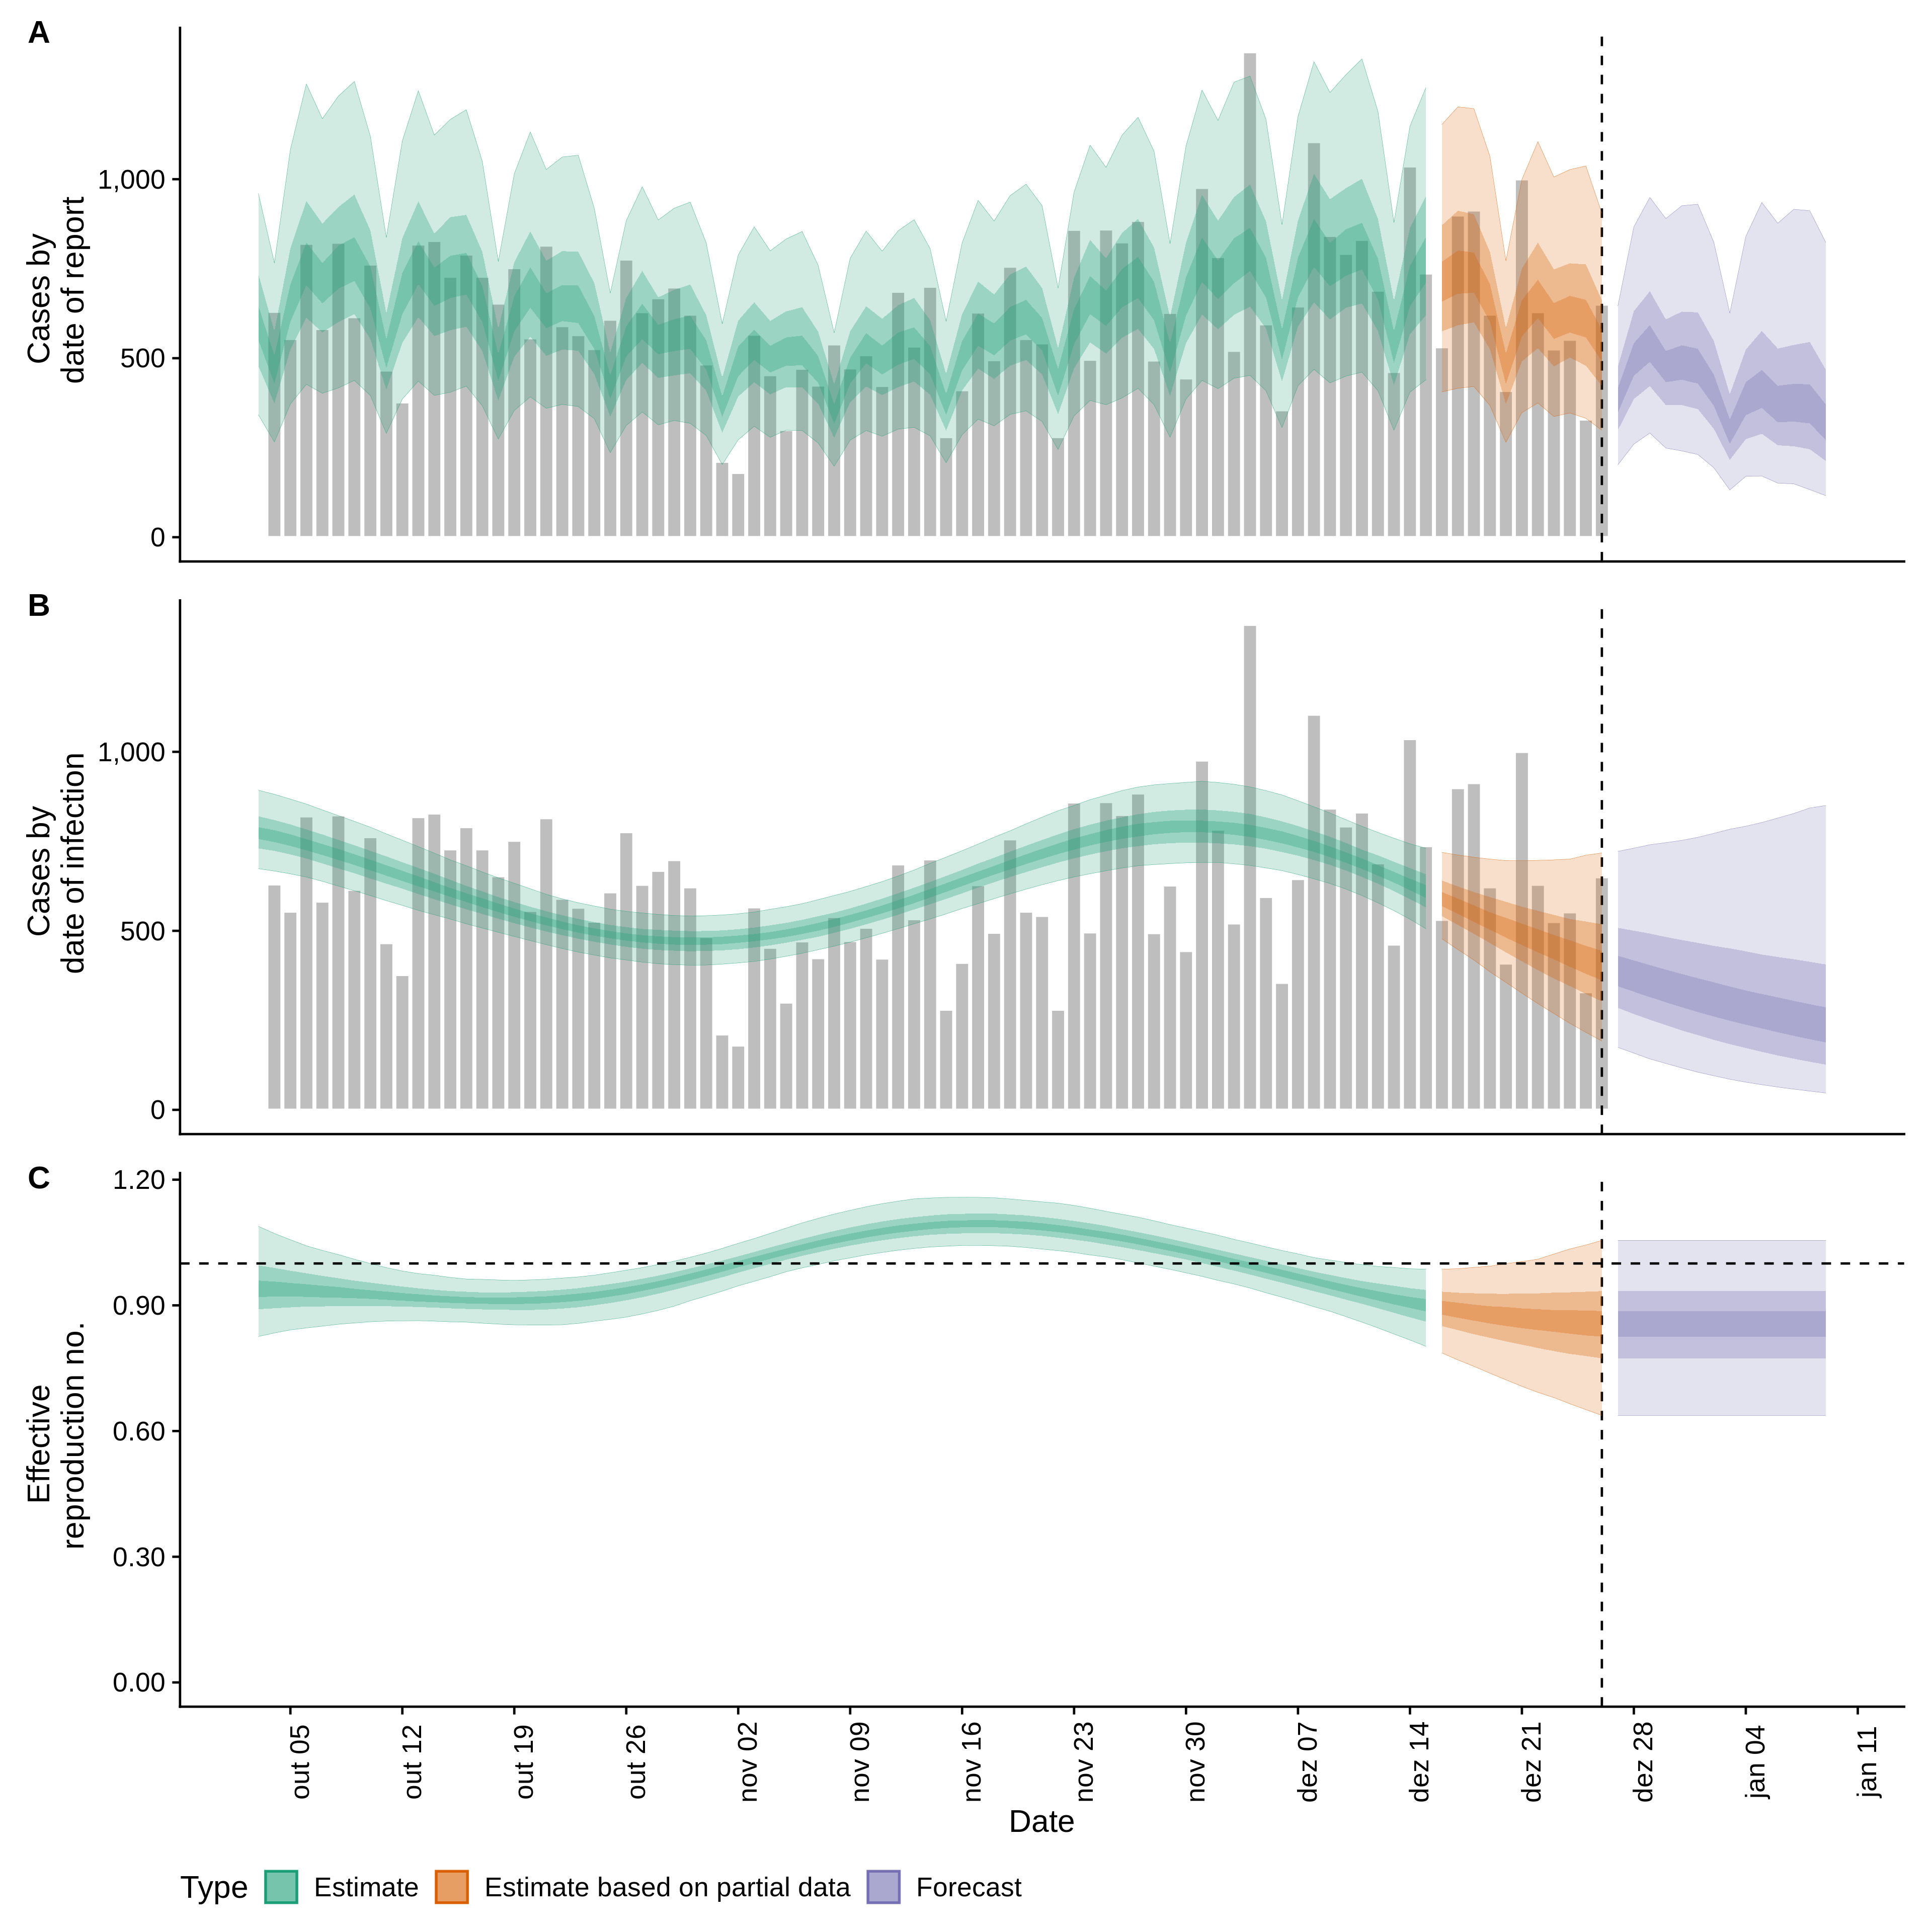 A
Cases by
date of report
1,000
500
0
B
Cases by
date of infection
1,000
500
0
C
Effective
reproduction no.
1.20
0.90
0.60
0.30
0.00
out 05
out 12
out 19
out 26
nov 02
nov 09
nov 16
nov 23
nov 30
dez 07
dez 14
dez 21
dez 28
jan 04
jan 11
Date
Type Estimate Estimate based on partial data Forecast